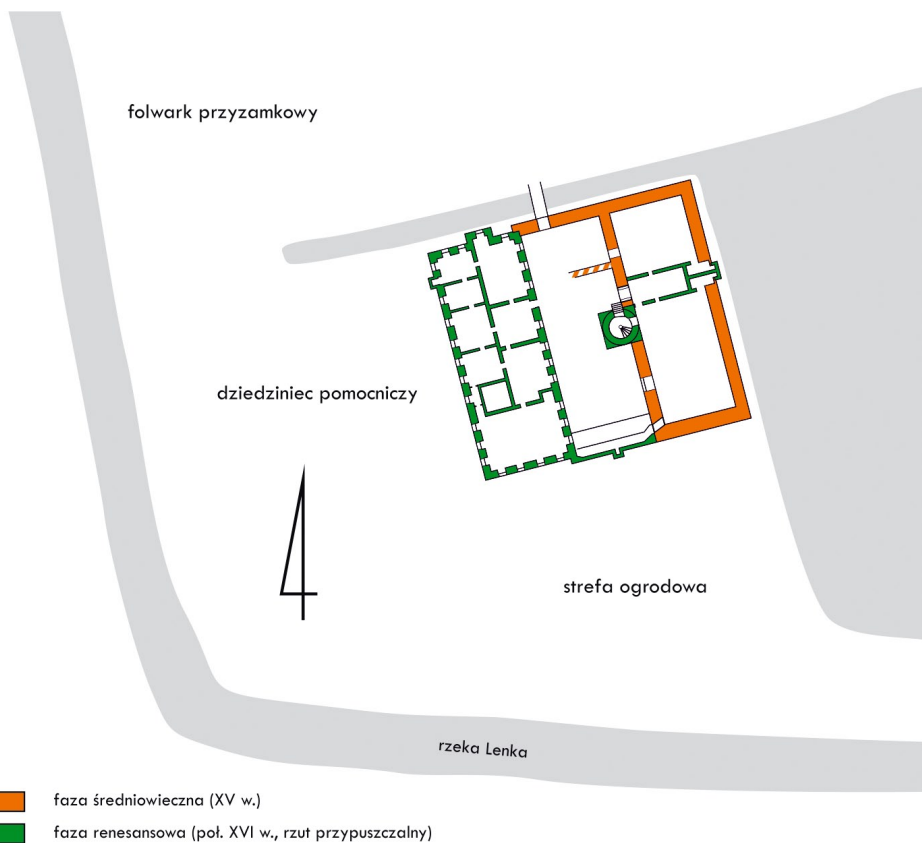 folwark przyzamkowy
dziedziniec pomocniczy
strefa ogrodowa
rzeka Lenka
faza średniowieczna (XV w.)
faza renesansowa (poł. XVI w., rzut przypuszczalny)